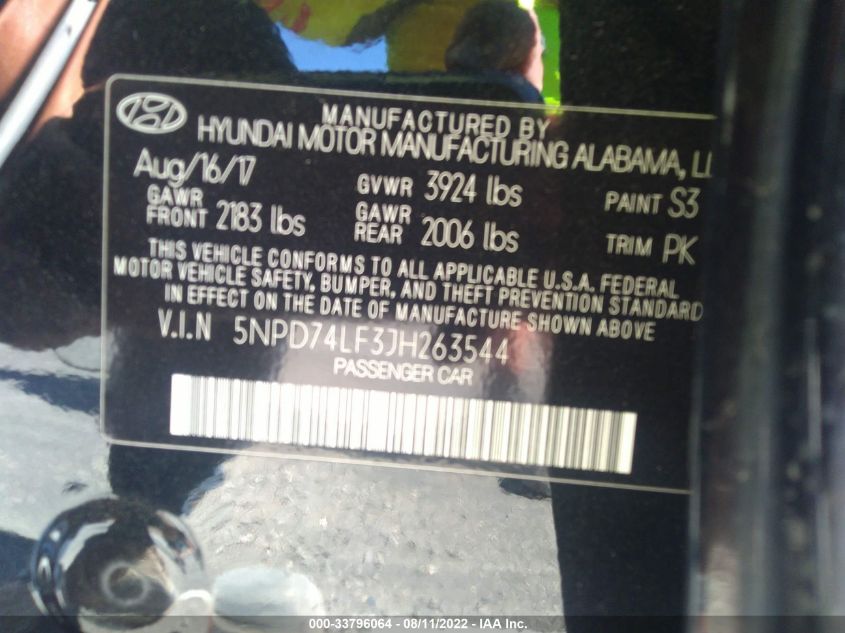 MANUFACTURED BY
HYUNDAI MOTOR MANUFACTURING ALABAMA,
Aug/16/17 GVWR 3924 lbs PAINT S3
GAWR FRONT 2183 lbs GAWR REAR 2006 lbs TRIM PK
THIS VEHICLE CONFORMS TO ALL APPLICABLE U.S.A. FEDERAL
MOTOR VEHICLE SAFETY, BUMPER, AND THEFT PREVENTION STANDARD
IN EFFECT ON THE DATE OF MANUFACTURE SHOWN ABOVE
V.I.N 5NPD74LF3JH263544
PASSENGER CAR
000-33796064 - 08/11/2022 - IAA Inc.